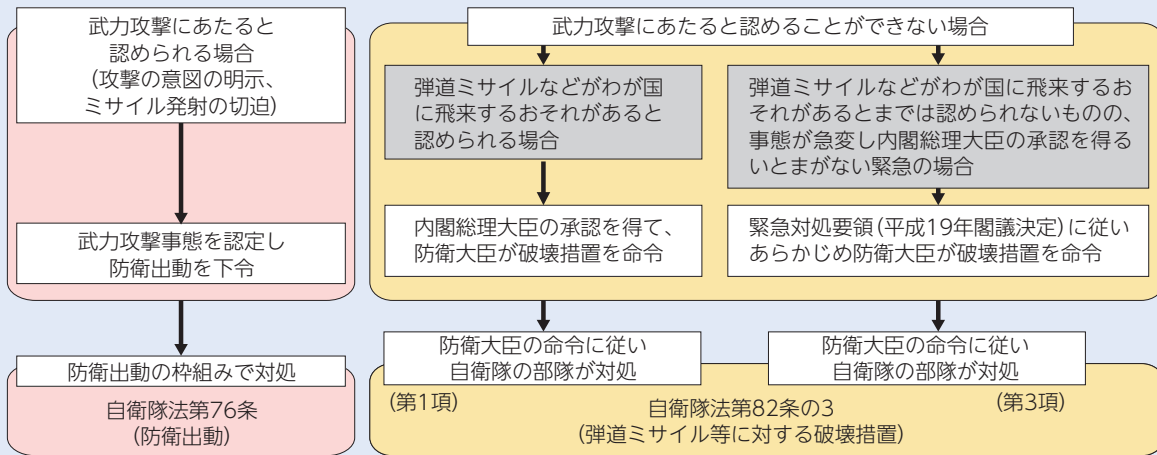 武力攻撃にあたると
認められる場合
(攻撃の意図の明示、
ミサイル発射の切迫)
武力攻撃事態を認定し
防衛出動を下令
防衛出動の枠組みで対処
自衛隊法第76条
(防衛出動)
武力攻撃にあたると認めることができない場合
弾道ミサイルなどがわが国
に飛来するおそれがあると
認められる場合
内閣総理大臣の承認を得て、
防衛大臣が破壊措置を命令
防衛大臣の命令に従い
自衛隊の部隊が対処
(第1項)
弾道ミサイルなどがわが国に飛来するお
それがあるとまでは認められないものの、
事態が急変し内閣総理大臣の承認を得る
いとまがない緊急の場合
緊急対処要領(平成19年閣議決定)に従い
あらかじめ防衛大臣が破壊措置を命令
防衛大臣の命令に従い
自衛隊の部隊が対処
(第3項)
自衛隊法第82条の3
(弾道ミサイル等に対する破壊措置)